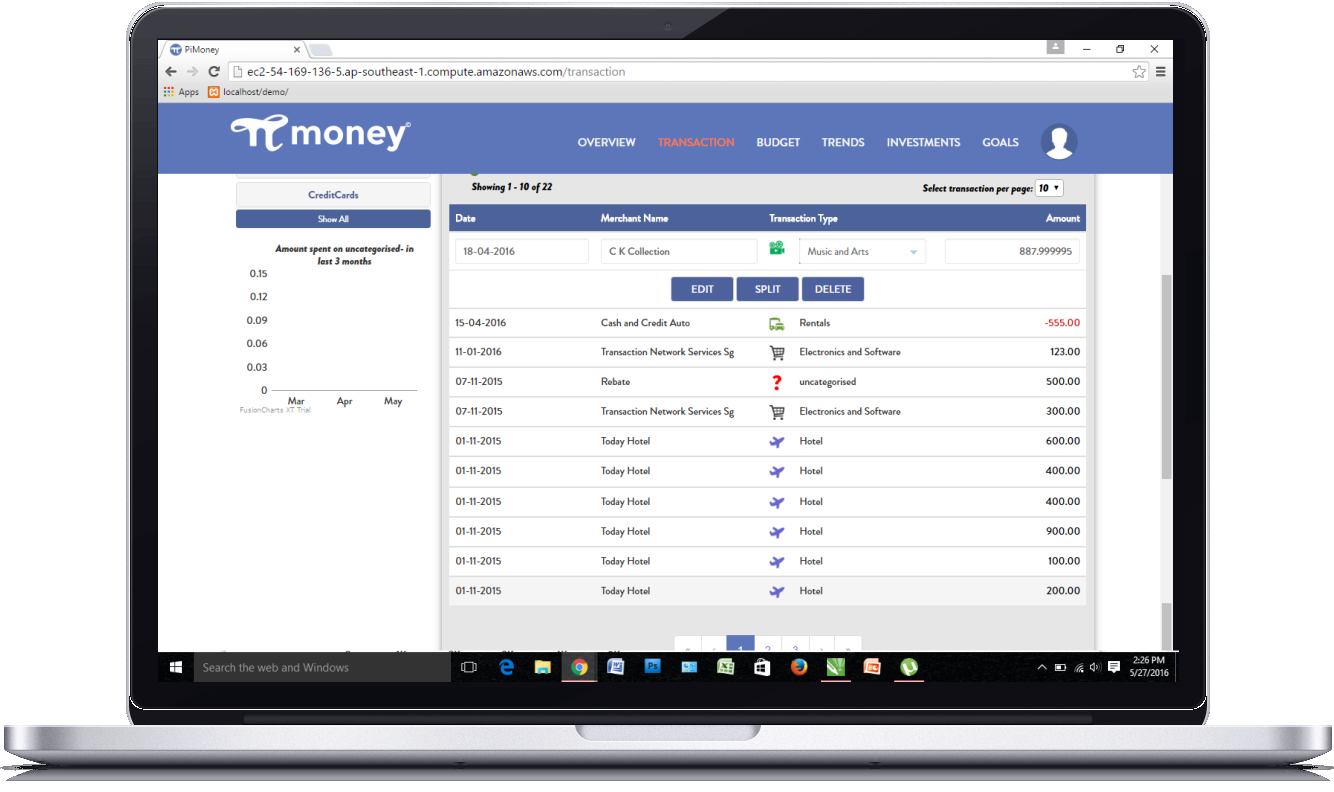 PiMoney
ec2-54-169-136-5.ap-southeast-1.compute.amazonaws.com/transaction
Apps localhost/demo/
money©
OVERVIEW TRANSACTION BUDGET TRENDS INVESTMENTS GOALS
CreditCards
Show All
Amount spent on uncategorised- in
last 3 months
0.15
0.12
0.09
0.06
0.03
0
Mar Apr May
FusionCharts XT Trial
Showing 1 - 10 of 22 Select transaction per page: 10
Date Merchant Name Transaction Type Amount
18-04-2016 C K Collection Music and Arts 887.999995
EDIT SPLIT DELETE
15-04-2016 Cash and Credit Auto Rentals -555.00
11-01-2016 Transaction Network Services Sg Electronics and Software 123.00
07-11-2015 Rebate ? uncategorised 500.00
07-11-2015 Transaction Network Services Sg Electronics and Software 300.00
01-11-2015 Today Hotel Hotel 600.00
01-11-2015 Today Hotel Hotel 400.00
01-11-2015 Today Hotel Hotel 400.00
01-11-2015 Today Hotel Hotel 900.00
01-11-2015 Today Hotel Hotel 100.00
01-11-2015 Today Hotel Hotel 200.00
1 2 3
Search the web and Windows
2:26 PM
5/27/2016